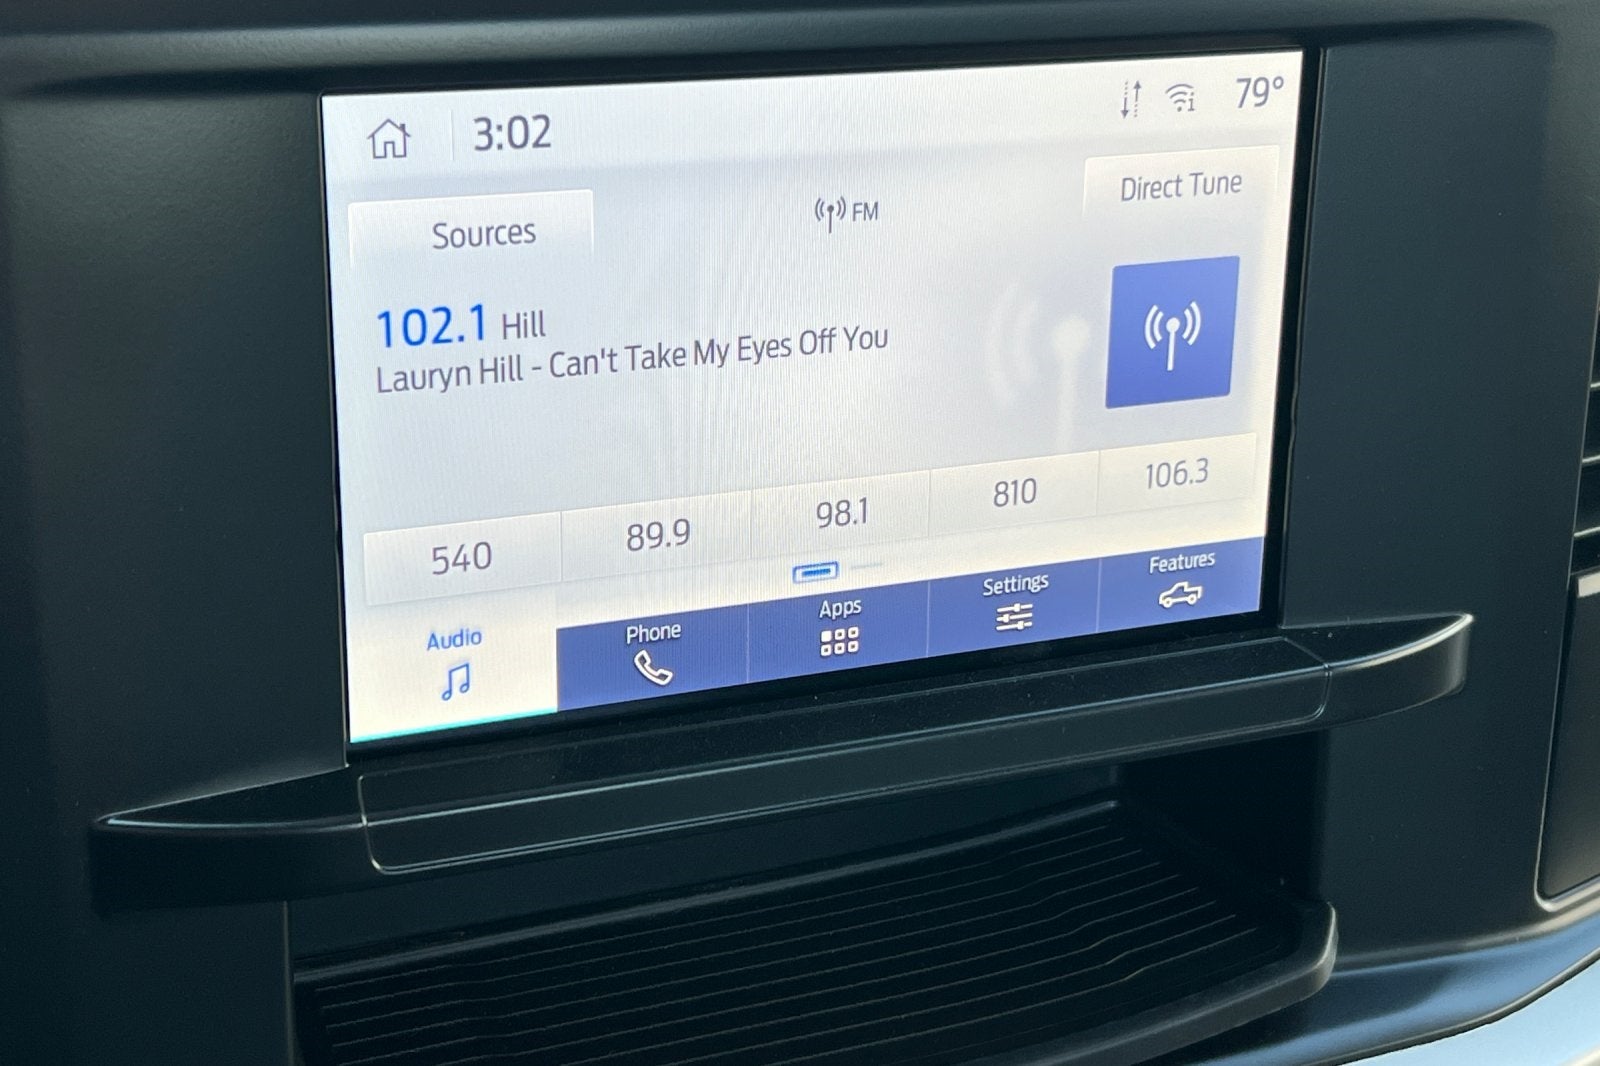 3:02
79°
Sources
FM
Direct Tune
102.1 Hill
Lauryn Hill - Can't Take My Eyes Off You
540
89.9
98.1
810
106.3
Audio
Phone
Apps
Settings
Features